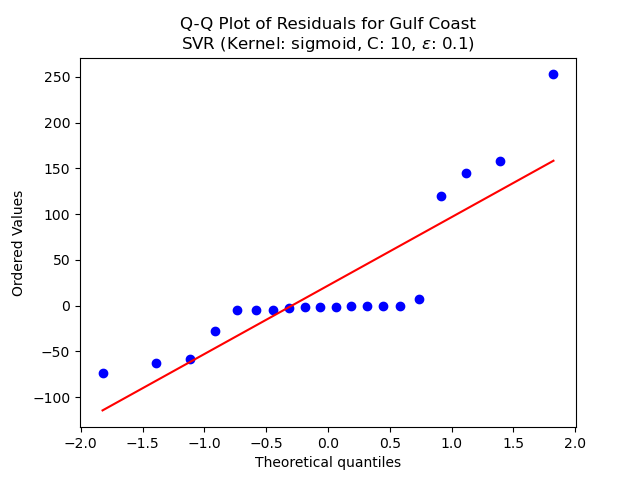 Q-Q Plot of Residuals for Gulf Coast
SVR (Kernel: sigmoid, C: 10, ε: 0.1)
Ordered Values
250
200
150
100
50
0
−50
−100
−2.0 −1.5 −1.0 −0.5 0.0 0.5 1.0 1.5 2.0
Theoretical quantiles